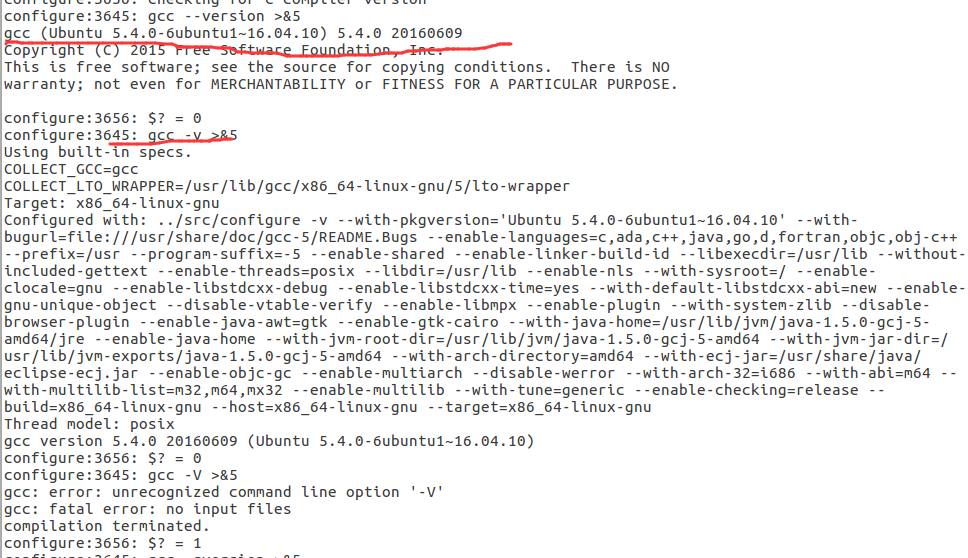 configure:3636: checking for C compiler version
configure:3645: gcc --version >&5
gcc (Ubuntu 5.4.0-6ubuntu1~16.04.10) 5.4.0 20160609
Copyright (C) 2015 Free Software Foundation, Inc.
This is free software; see the source for copying conditions.  There is NO
warranty; not even for MERCHANTABILITY or FITNESS FOR A PARTICULAR PURPOSE.
configure:3656: $? = 0
configure:3645: gcc -v >&5
Using built-in specs.
COLLECT_GCC=gcc
COLLECT_LTO_WRAPPER=/usr/lib/gcc/x86_64-linux-gnu/5/lto-wrapper
Target: x86_64-linux-gnu
Configured with: ../src/configure -v --with-pkgversion='Ubuntu 5.4.0-6ubuntu1~16.04.10' --with-
bugurl=file:///usr/share/doc/gcc-5/README.Bugs --enable-languages=c,ada,c++,java,go,d,fortran,objc,obj-c++
--prefix=/usr --program-suffix=-5 --enable-shared --enable-linker-build-id --libexecdir=/usr/lib --without-
included-gettext --enable-threads=posix --libdir=/usr/lib --enable-nls --with-sysroot=/ --enable-
clocale=gnu --enable-libstdcxx-debug --enable-libstdcxx-time=yes --with-default-libstdcxx-abi=new --enable-
gnu-unique-object --disable-vtable-verify --enable-libmpx --enable-plugin --with-system-zlib --disable-
browser-plugin --enable-java-awt=gtk --enable-gtk-cairo --with-java-home=/usr/lib/jvm/java-1.5.0-gcj-5-
amd64/jre --enable-java-home --with-jvm-root-dir=/usr/lib/jvm/java-1.5.0-gcj-5-amd64 --with-jvm-jar-dir=/
usr/lib/jvm-exports/java-1.5.0-gcj-5-amd64 --with-arch-directory=amd64 --with-ecj-jar=/usr/share/java/
eclipse-ecj.jar --enable-objc-gc --enable-multiarch --disable-werror --with-arch-32=i686 --with-abi=m64 --
with-multilib-list=m32,m64,mx32 --enable-multilib --with-tune=generic --enable-checking=release --
build=x86_64-linux-gnu --host=x86_64-linux-gnu --target=x86_64-linux-gnu
Thread model: posix
gcc version 5.4.0 20160609 (Ubuntu 5.4.0-6ubuntu1~16.04.10)
configure:3656: $? = 0
configure:3645: gcc -V >&5
gcc: error: unrecognized command line option '-V'
gcc: fatal error: no input files
compilation terminated.
configure:3656: $? = 1